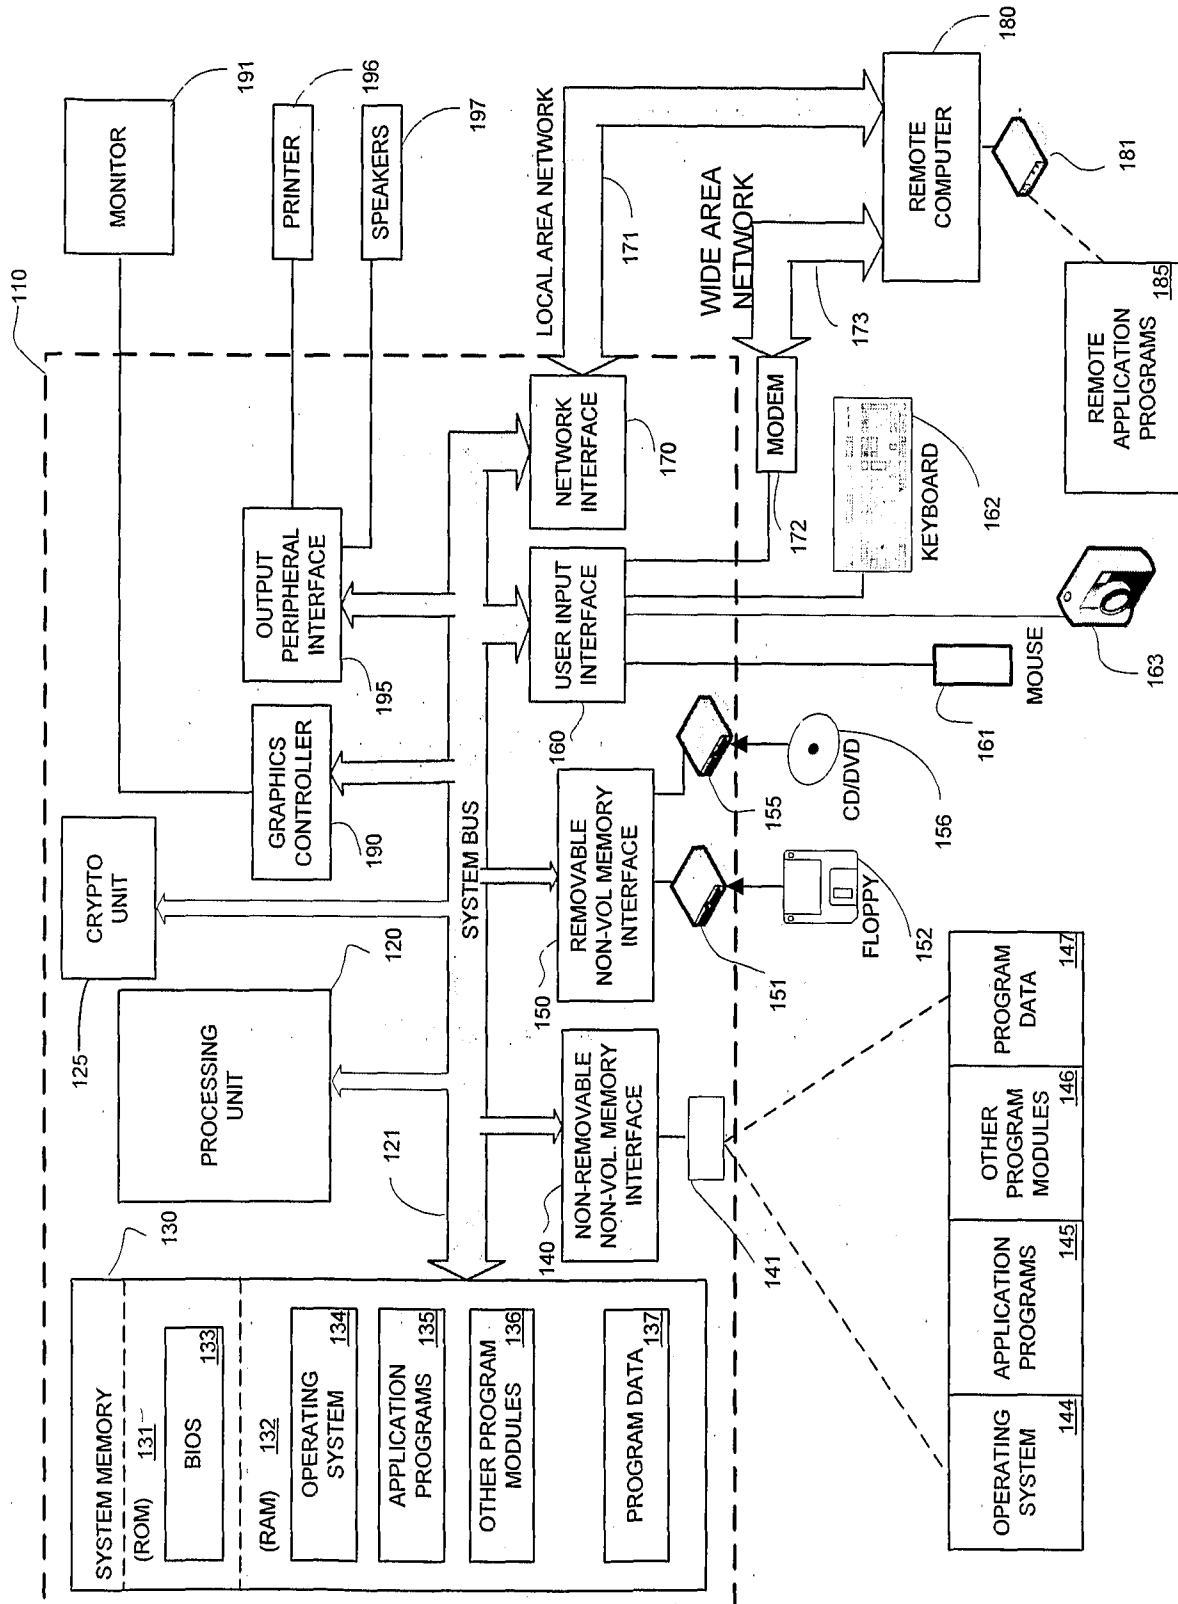 110
SYSTEM MEMORY
130
(ROM) 131
BIOS
133
(RAM) 132
OPERATING
SYSTEM
134
APPLICATION
PROGRAMS
135
OTHER PROGRAM
MODULES
136
PROGRAM DATA
137
PROCESSING
UNIT
120
CRYPTO
UNIT
125
121
SYSTEM BUS
GRAPHICS
CONTROLLER
190
OUTPUT
PERIPHERAL
INTERFACE
195
MONITOR
191
PRINTER
196
SPEAKERS
197
NON-REMOVABLE
NON-VOL. MEMORY
INTERFACE
140
REMOVABLE
NON-VOL MEMORY
INTERFACE
150
USER INPUT
INTERFACE
160
NETWORK
INTERFACE
170
LOCAL AREA NETWORK
171
WIDE AREA
NETWORK
173
MODEM
172
141
151
155
FLOPPY
152
CD/DVD
156
MOUSE
161
163
KEYBOARD
162
REMOTE
COMPUTER
180
181
REMOTE
APPLICATION
PROGRAMS
185
OPERATING
SYSTEM
144
APPLICATION
PROGRAMS
145
OTHER
PROGRAM
MODULES
146
PROGRAM
DATA
147